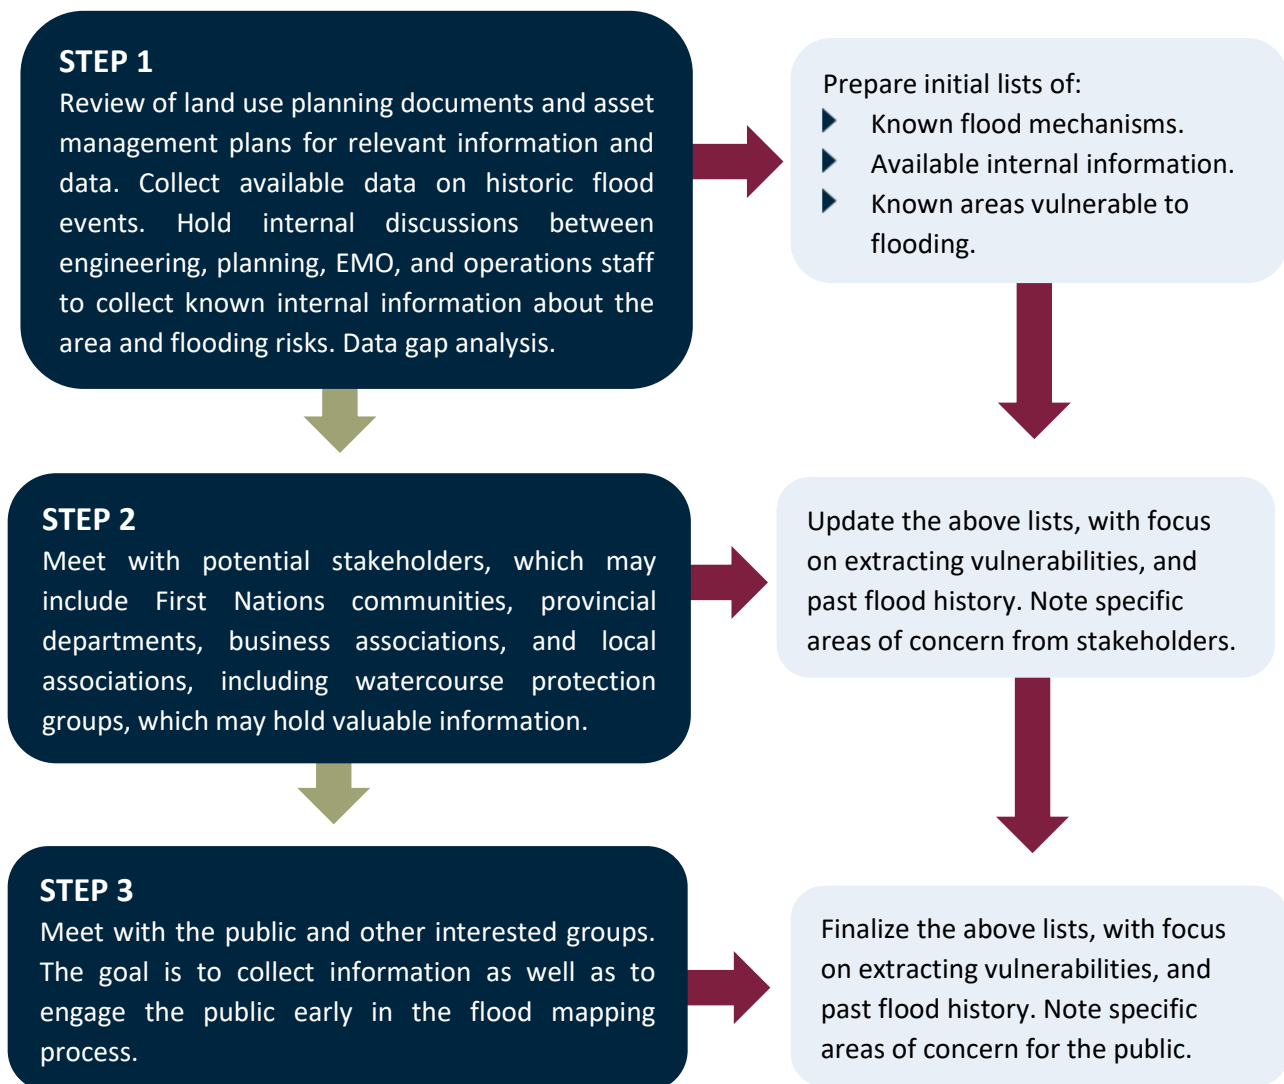 STEP 1
Review of land use planning documents and asset
management plans for relevant information and
data. Collect available data on historic flood
events. Hold internal discussions between
engineering, planning, EMO, and operations staff
to collect known internal information about the
area and flooding risks. Data gap analysis.
Prepare initial lists of:
Known flood mechanisms.
Available internal information.
Known areas vulnerable to
flooding.
STEP 2
Meet with potential stakeholders, which may
include First Nations communities, provincial
departments, business associations, and local
associations, including watercourse protection
groups, which may hold valuable information.
Update the above lists, with focus
on extracting vulnerabilities, and
past flood history. Note specific
areas of concern from stakeholders.
STEP 3
Meet with the public and other interested groups.
The goal is to collect information as well as to
engage the public early in the flood mapping
process.
Finalize the above lists, with focus
on extracting vulnerabilities, and
past flood history. Note specific
areas of concern for the public.